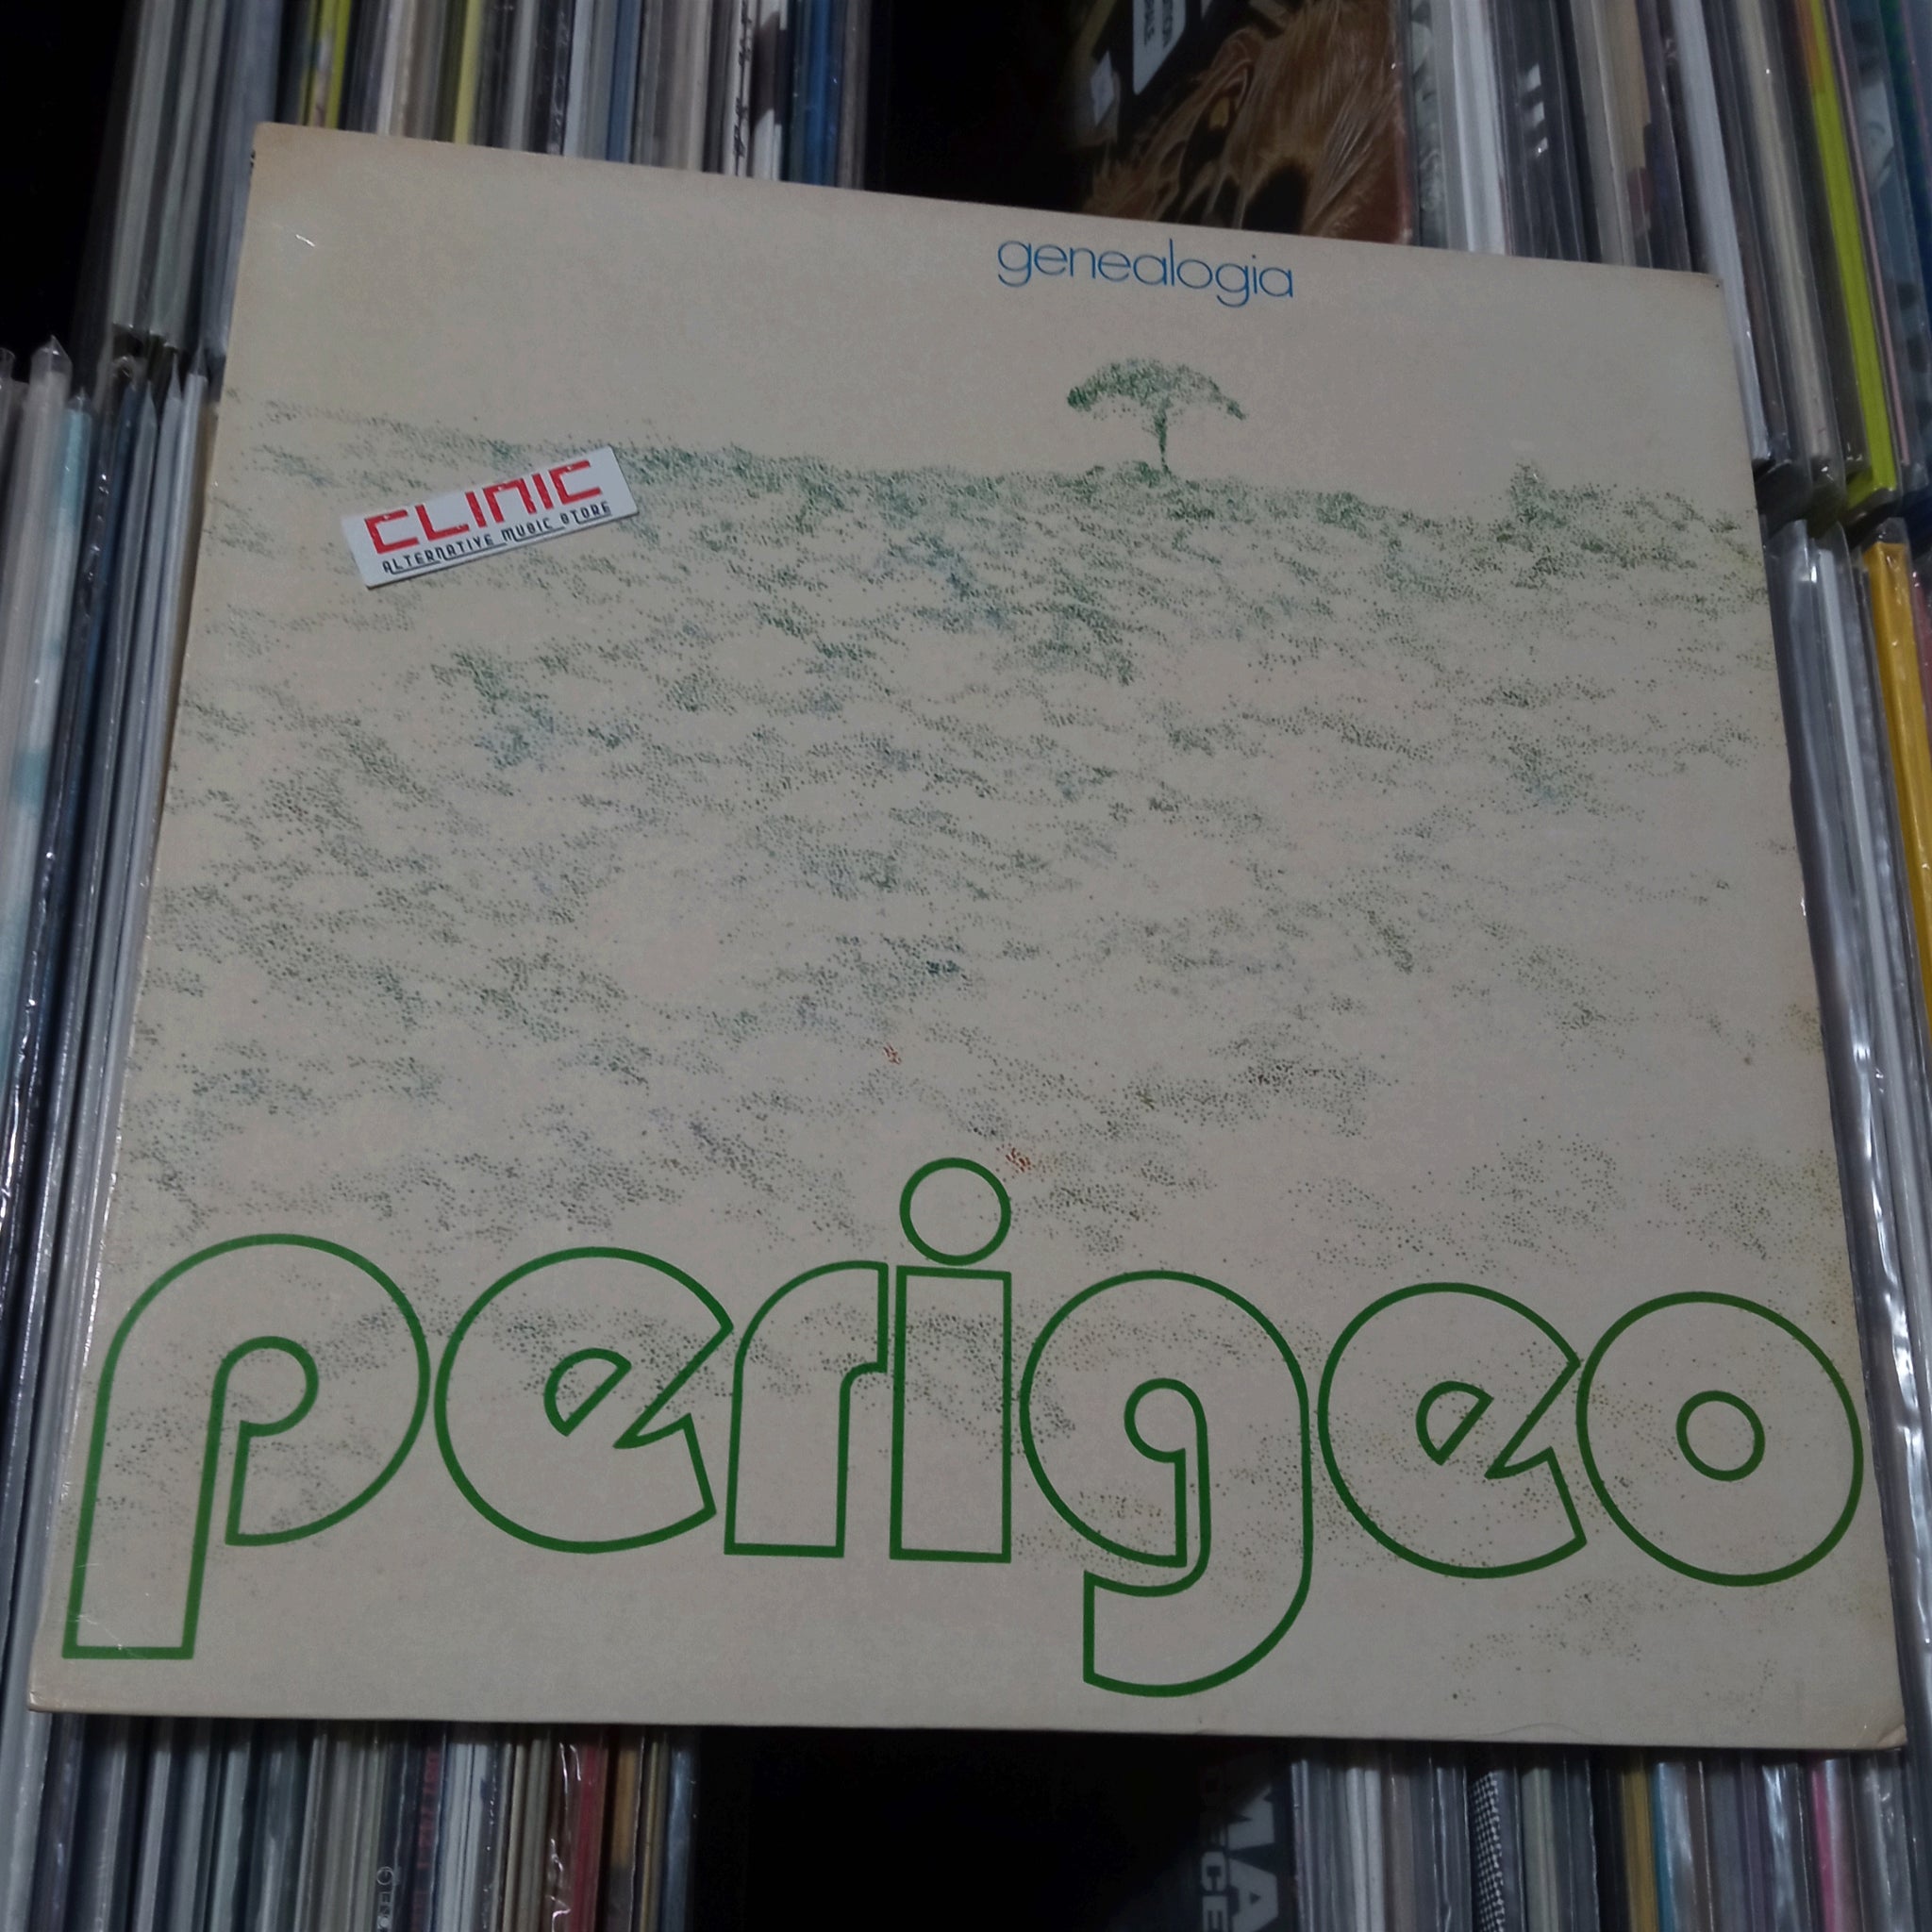 genealogia
CLINIC
ALTERNATIVE MUSIC STORE
perigeo